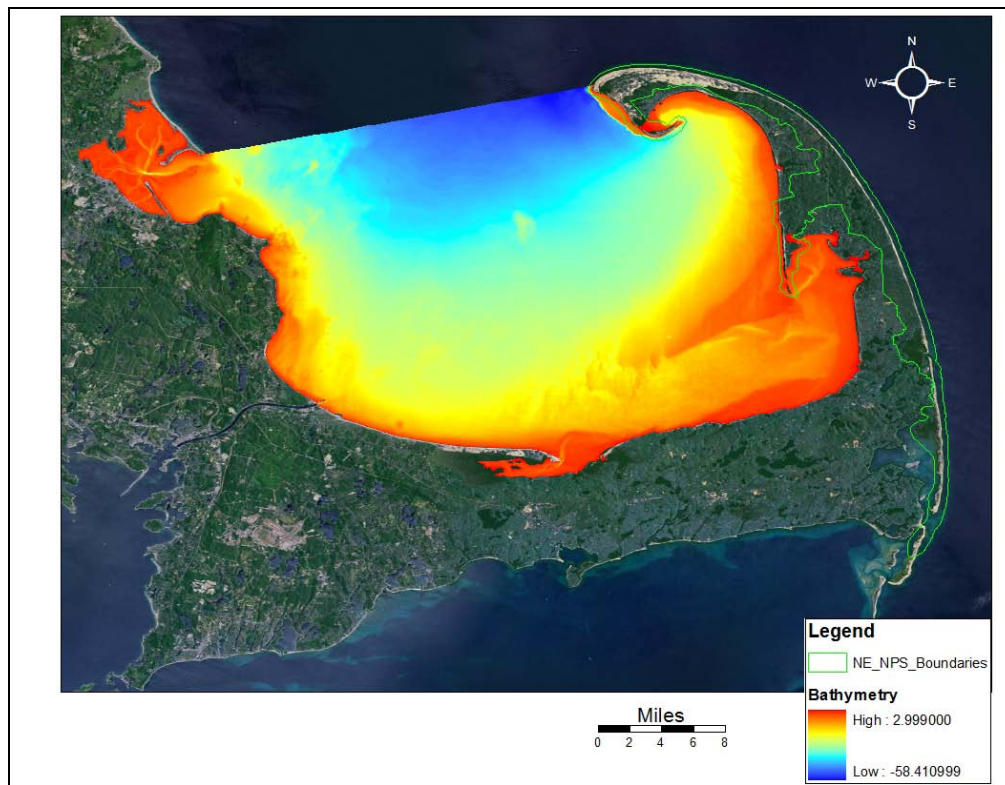 N
W E
S
Legend
NE_NPS_Boundaries
Bathymetry
High : 2.999000
Low : -58.410999
Miles
0 2 4 6 8